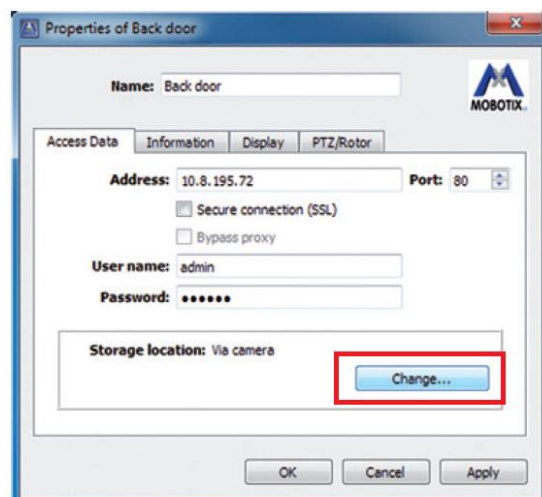 Properties of Back door
Name: Back door
MOBOTIX
Access Data Information Display PTZ/Rotor
Address: 10.8.195.72 Port: 80
Secure connection (SSL)
Bypass proxy
User name: admin
Password: ••••••
Storage location: Via camera
Change...
OK Cancel Apply